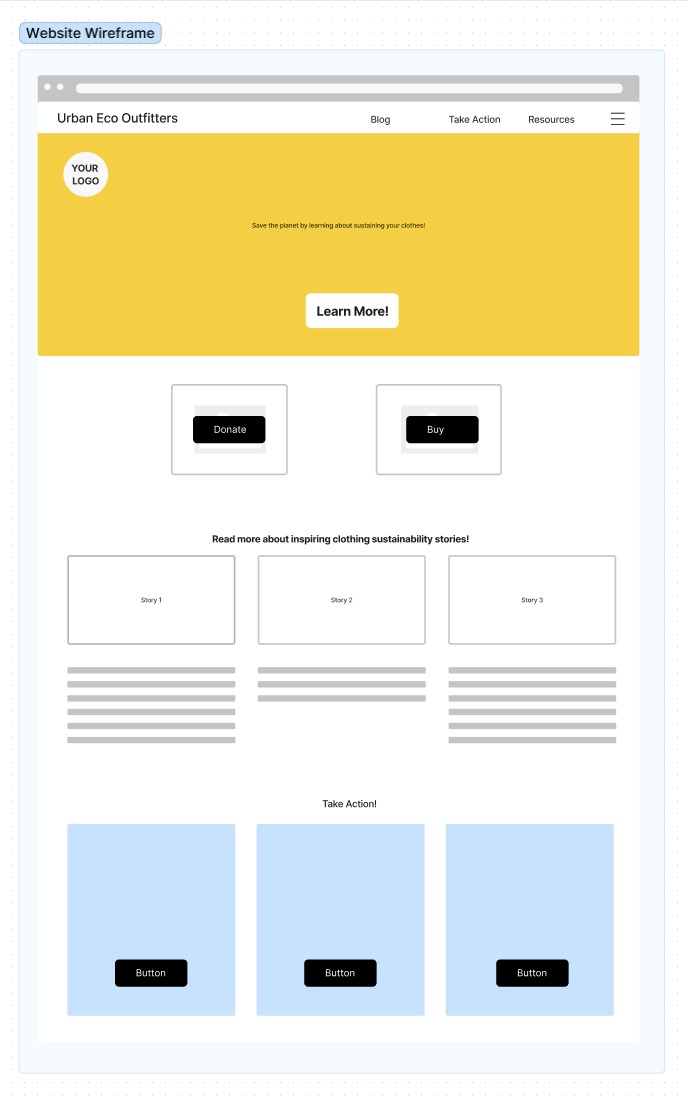 Website Wireframe
Urban Eco Outfitters
Blog
Take Action
Resources
YOUR
LOGO
Save the planet by learning about sustaining your clothes!
Learn More!
Donate
Buy
Read more about inspiring clothing sustainability stories!
Story 1
Story 2
Story 3
Take Action!
Button
Button
Button